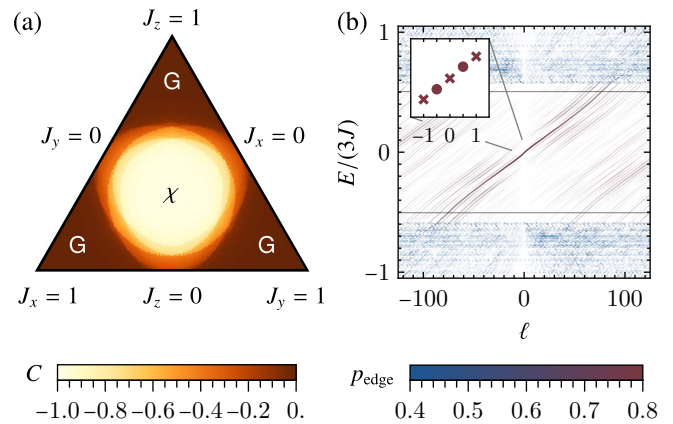 (a)
J_z = 1
G
J_y = 0
J_x = 0
χ
G
G
J_x = 1
J_z = 0
J_y = 1
C
−1.0 −0.8 −0.6 −0.4 −0.2 0.
(b)
1
0
−1
E/(3J)
−1 0 1
−100 0 100
ℓ
p_edge
0.4 0.5 0.6 0.7 0.8